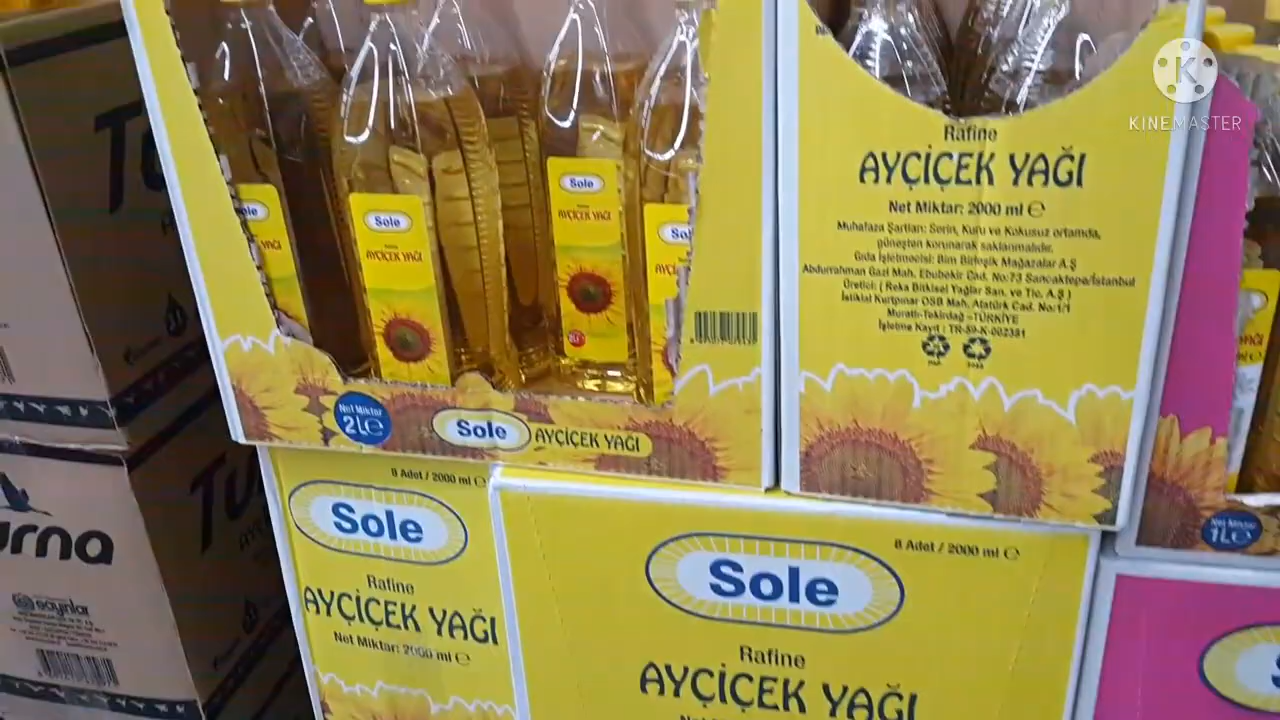 KINEMASTER
Rafine
AYÇİÇEK YAĞI
Net Miktar: 2000 ml ℮
Muhafaza Şartları: Serin, Kuru ve Kokusuz ortamda,
güneşten korunarak saklanmalıdır.
Gıda İşletmecisi: Bim Birleşik Mağazalar A.Ş
Abdurrahman Gazi Mah. Ebubekir Cad. No:73 Sancaktepe/İstanbul
Üretici: ( Reka Bitkisel Yağlar San. ve Tic. A.Ş )
İstiklal Kurtpınar OSB Mah. Atatürk Cad. No:1/1
Muratlı-Tekirdağ -TÜRKİYE
İşletme Kayıt : TR-59-K-002381
Sole
AYÇİÇEK YAĞI
Sole
AYÇİÇEK YAĞI
Net Miktar
2L℮
Sole AYÇİÇEK YAĞI
8 Adet / 2000 ml ℮
Sole
Rafine
AYÇİÇEK YAĞI
Net Miktar: 2000 ml ℮
8 Adet / 2000 ml ℮
Sole
Rafine
AYÇİÇEK YAĞI
Net Miktar
1L℮
urna
sayınlar